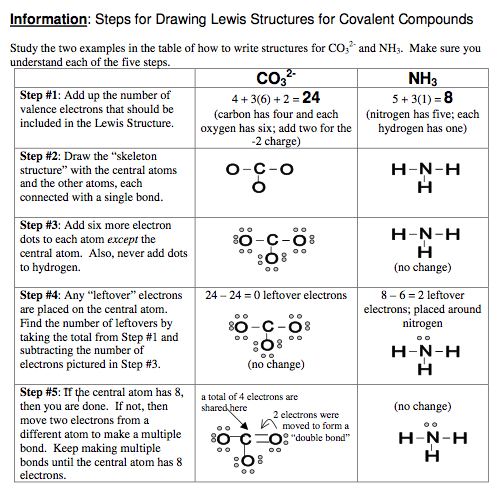 Information: Steps for Drawing Lewis Structures for Covalent Compounds
Study the two examples in the table of how to write structures for CO₃²⁻ and NH₃. Make sure you
understand each of the five steps.
CO₃²⁻
NH₃
Step #1: Add up the number of
valence electrons that should be
included in the Lewis Structure.
4 + 3(6) + 2 = 24
(carbon has four and each
oxygen has six; add two for the
-2 charge)
5 + 3(1) = 8
(nitrogen has five; each
hydrogen has one)
Step #2: Draw the “skeleton
structure” with the central atoms
and the other atoms, each
connected with a single bond.
O-C-O
O
H-N-H
H
Step #3: Add six more electron
dots to each atom except the
central atom. Also, never add dots
to hydrogen.
O-C-O
O
H-N-H
H
(no change)
Step #4: Any “leftover” electrons
are placed on the central atom.
Find the number of leftovers by
taking the total from Step #1 and
subtracting the number of
electrons pictured in Step #3.
24 – 24 = 0 leftover electrons
O-C-O
O
(no change)
8 – 6 = 2 leftover
electrons; placed around
nitrogen
H-N-H
H
Step #5: If the central atom has 8,
then you are done. If not, then
move two electrons from a
different atom to make a multiple
bond. Keep making multiple
bonds until the central atom has 8
electrons.
a total of 4 electrons are
shared here
2 electrons were
moved to form a
“double bond”
O C=O
O
(no change)
H-N-H
H